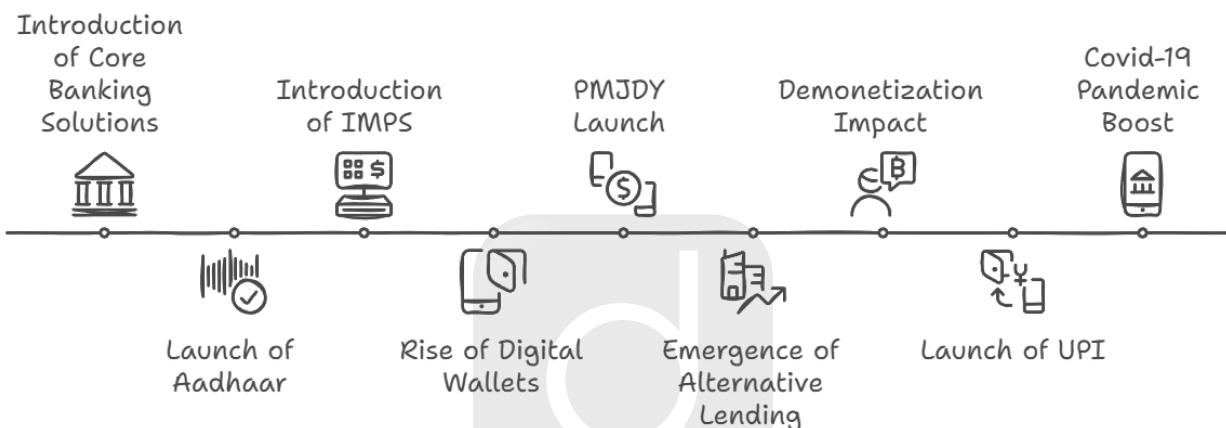 Introduction
of Core
Banking
Solutions
Launch of
Aadhaar
Introduction
of IMPS
Rise of Digital
Wallets
PMJDY
Launch
Emergence of
Alternative
Lending
Demonetization
Impact
Launch of UPI
Covid-19
Pandemic
Boost